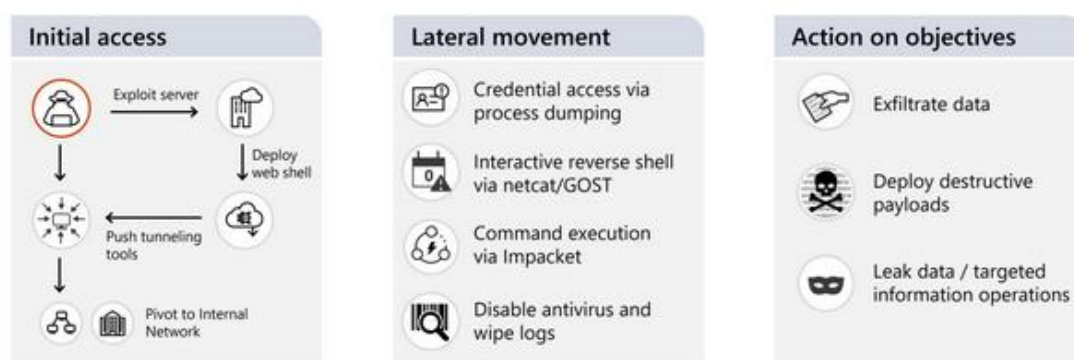 Initial access
Exploit server
Deploy
web shell
Push tunneling
tools
Pivot to Internal
Network
Lateral movement
Credential access via
process dumping
Interactive reverse shell
via netcat/GOST
0
Command execution
via Impacket
Disable antivirus and
wipe logs
Action on objectives
Exfiltrate data
Deploy destructive
payloads
Leak data / targeted
information operations